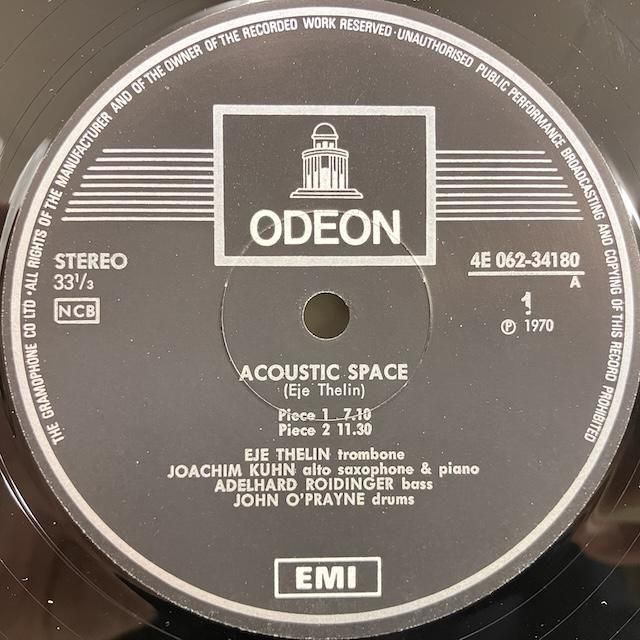 THE GRAMOPHONE CO LTD·ALL RIGHTS OF THE MANUFACTURER AND OF THE OWNER OF THE RECORDED WORK RESERVED·UNAUTHORISED PUBLIC PERFORMANCE BROADCASTING AND COPYING OF THIS RECORD PROHIBITED
ODEON
STEREO
33⅓
NCB
4E 062-34180
A
1
℗ 1970
ACOUSTIC SPACE
(Eje Thelin)
Piece 1 7.10
Piece 2 11.30
EJE THELIN trombone
JOACHIM KUHN alto saxophone & piano
ADELHARD ROIDINGER bass
JOHN O'PRAYNE drums
EMI